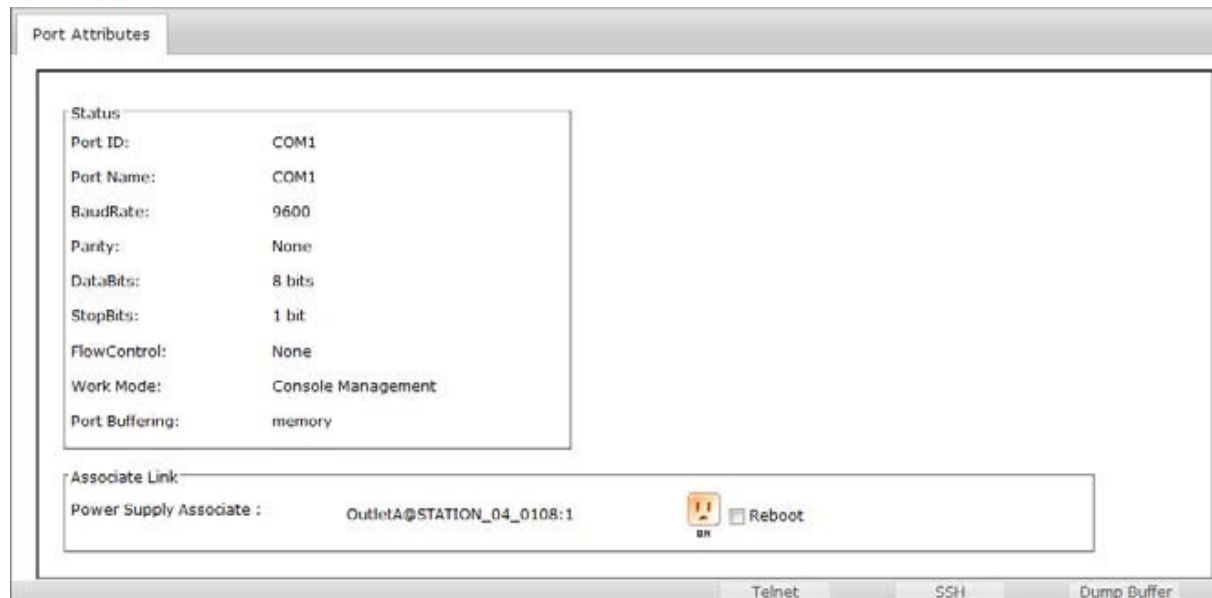 Port Attributes
Status
Port ID: COM1
Port Name: COM1
BaudRate: 9600
Parity: None
DataBits: 8 bits
StopBits: 1 bit
FlowControl: None
Work Mode: Console Management
Port Buffering: memory
Associate Link
Power Supply Associate : OutletA@STATION_04_0108:1 ON Reboot
Telnet SSH Dump Buffer